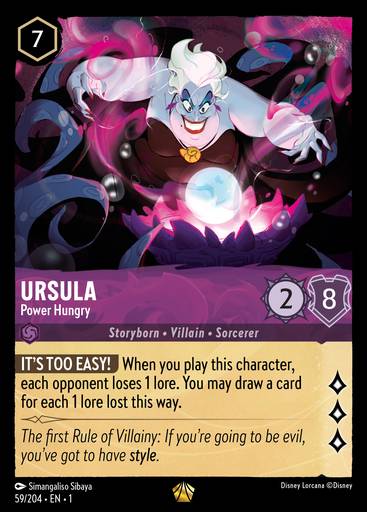 7
URSULA
Power Hungry
2
8
Storyborn • Villain • Sorcerer
IT'S TOO EASY! When you play this character,
each opponent loses 1 lore. You may draw a card
for each 1 lore lost this way.
The first Rule of Villainy: If you're going to be evil,
you've got to have style.
Simangaliso Sibaya
59/204 • EN • 1
Disney Lorcana ©Disney